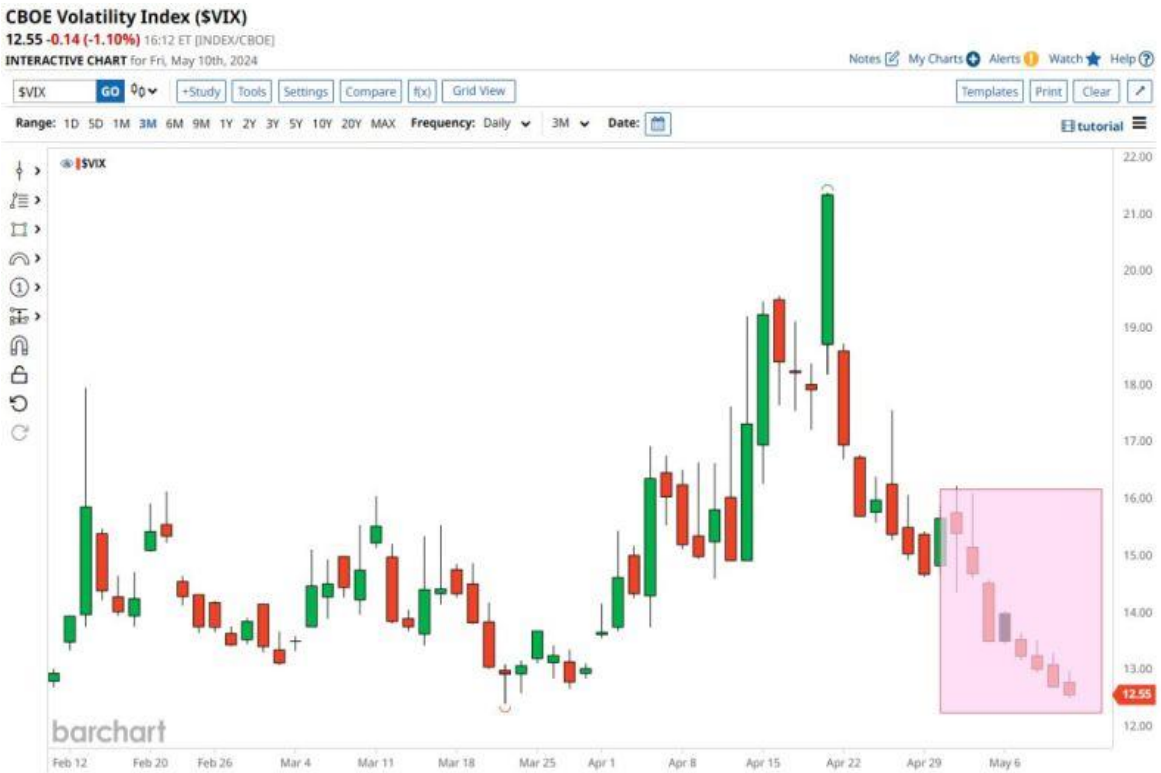 CBOE Volatility Index ($VIX)
12.55 -0.14 (-1.10%) 16:12 ET [INDEX/CBOE]
INTERACTIVE CHART for Fri, May 10th, 2024
Notes My Charts Alerts Watch Help
$VIX GO +Study Tools Settings Compare f(x) Grid View Templates Print Clear
Range: 1D 5D 1M 3M 6M 9M 1Y 2Y 3Y 5Y 10Y 20Y MAX Frequency: Daily 3M Date: tutorial
$VIX
22.00
21.00
20.00
19.00
18.00
17.00
16.00
15.00
14.00
13.00
12.55
12.00
barchart
Feb 12 Feb 20 Feb 26 Mar 4 Mar 11 Mar 18 Mar 25 Apr 1 Apr 8 Apr 15 Apr 22 Apr 29 May 6